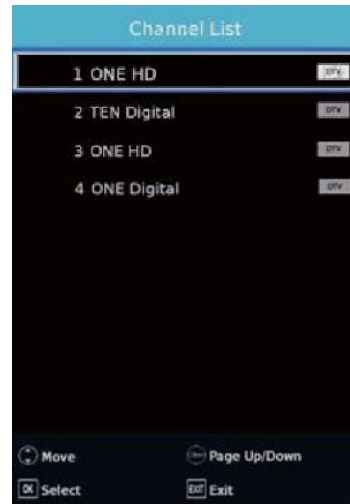 Channel List
1 ONE HD DTV
2 TEN Digital DTV
3 ONE HD DTV
4 ONE Digital DTV
Move Page Up/Down
OK Select EXIT Exit